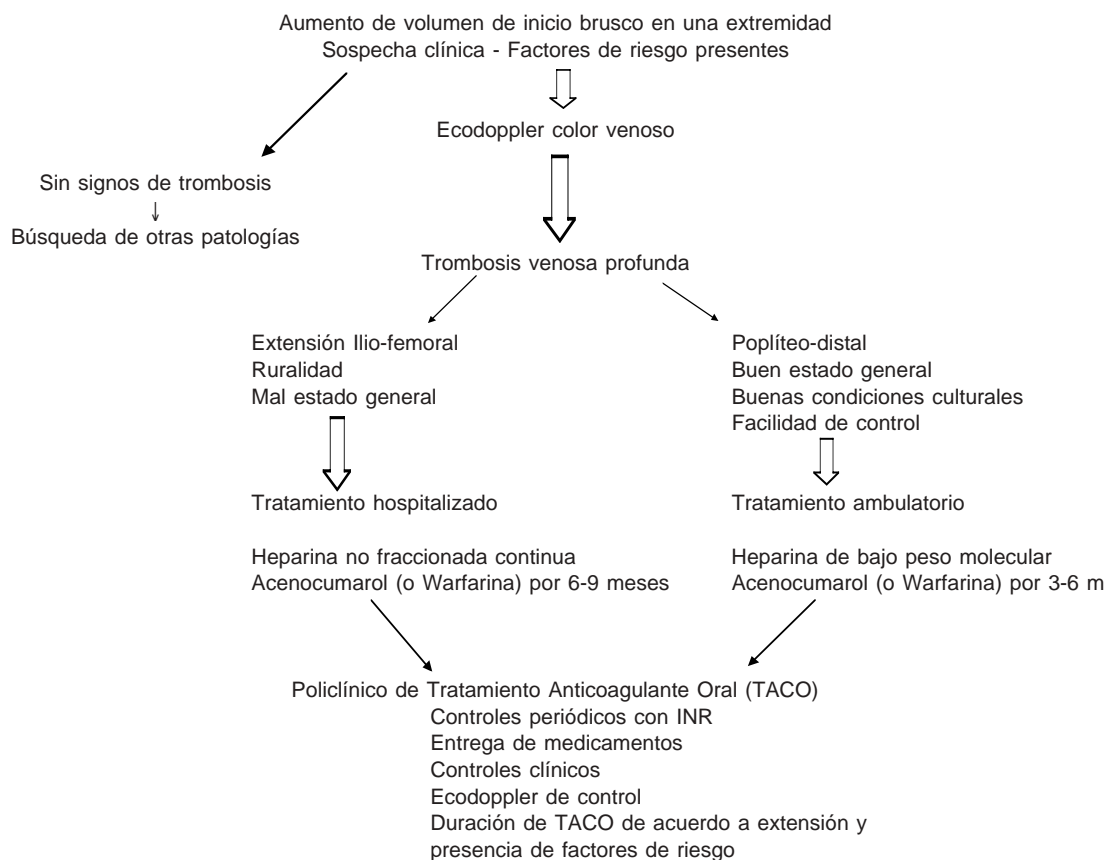 Aumento de volumen de inicio brusco en una extremidad
Sospecha clínica - Factores de riesgo presentes
Ecodoppler color venoso
Sin signos de trombosis
Búsqueda de otras patologías
Trombosis venosa profunda
Extensión Ilio-femoral
Ruralidad
Mal estado general
Poplíteo-distal
Buen estado general
Buenas condiciones culturales
Facilidad de control
Tratamiento hospitalizado
Tratamiento ambulatorio
Heparina no fraccionada continua
Acenocumarol (o Warfarina) por 6-9 meses
Heparina de bajo peso molecular
Acenocumarol (o Warfarina) por 3-6 m
Policlínico de Tratamiento Anticoagulante Oral (TACO)
Controles periódicos con INR
Entrega de medicamentos
Controles clínicos
Ecodoppler de control
Duración de TACO de acuerdo a extensión y
presencia de factores de riesgo